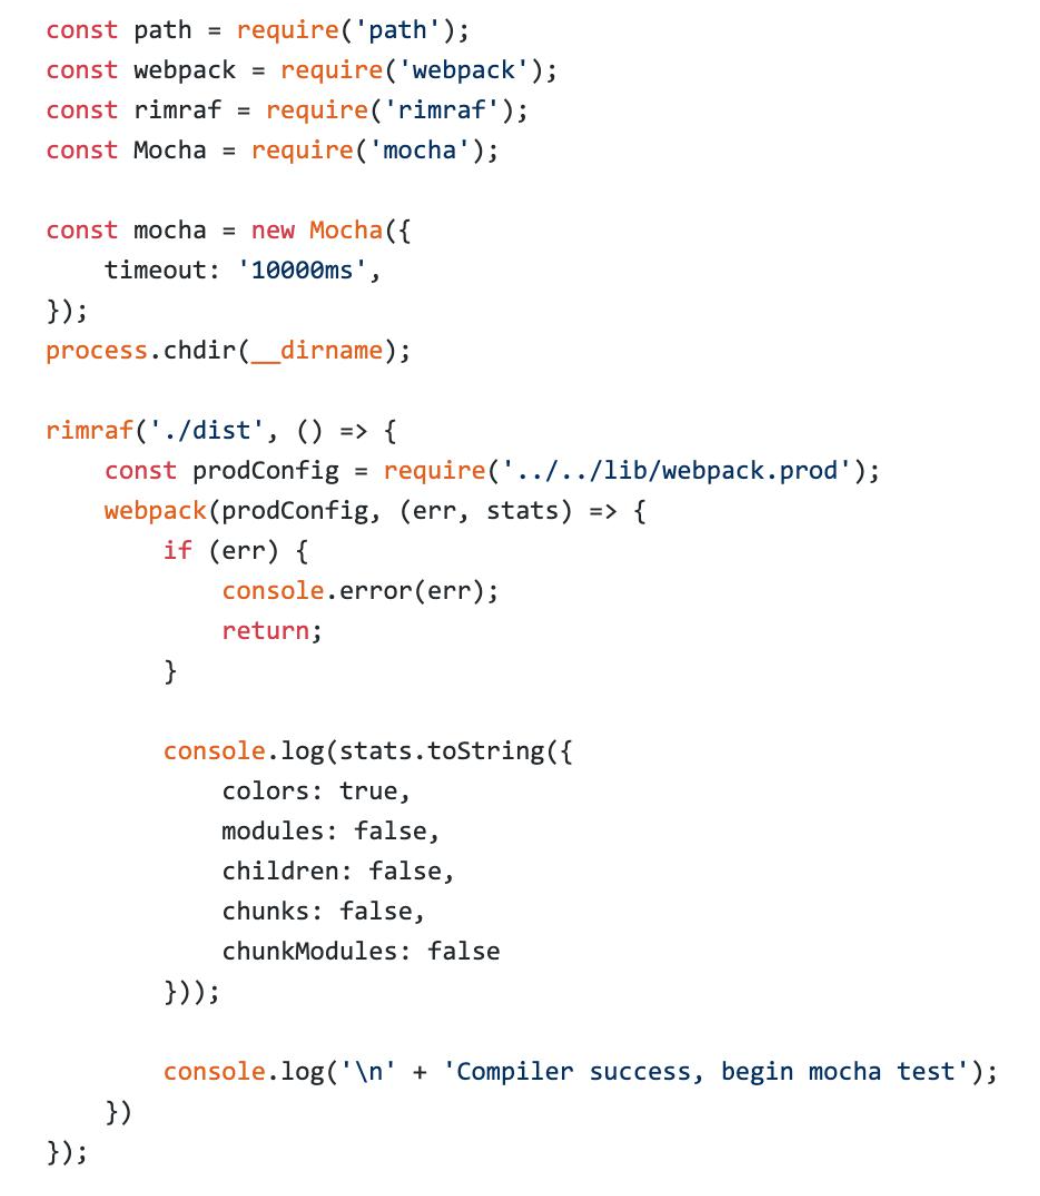 const path = require('path');
const webpack = require('webpack');
const rimraf = require('rimraf');
const Mocha = require('mocha');

const mocha = new Mocha({
    timeout: '10000ms',
});
process.chdir(__dirname);

rimraf('./dist', () => {
    const prodConfig = require('../../lib/webpack.prod');
    webpack(prodConfig, (err, stats) => {
        if (err) {
            console.error(err);
            return;
        }

        console.log(stats.toString({
            colors: true,
            modules: false,
            children: false,
            chunks: false,
            chunkModules: false
        }));

        console.log('\n' + 'Compiler success, begin mocha test');
    })
});